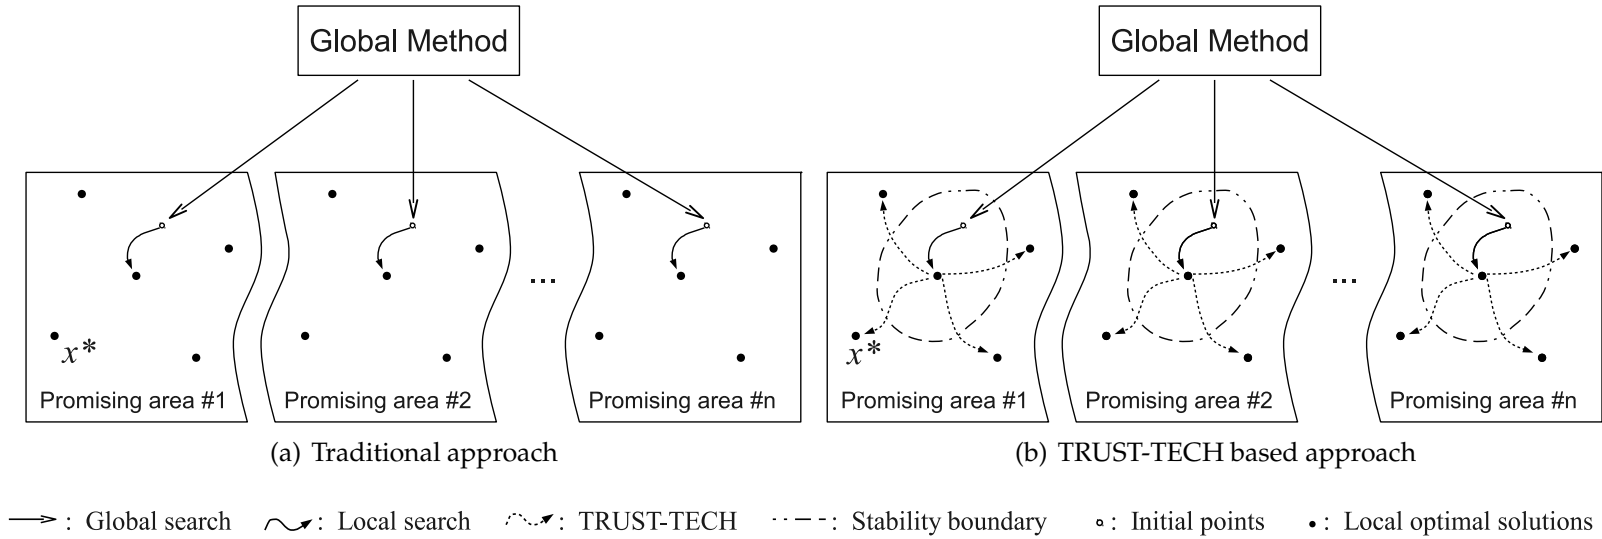 Global Method
Global Method
x*
Promising area #1
Promising area #2
...
Promising area #n
x*
Promising area #1
Promising area #2
...
Promising area #n
(a) Traditional approach
(b) TRUST-TECH based approach
: Global search : Local search : TRUST-TECH : Stability boundary : Initial points : Local optimal solutions